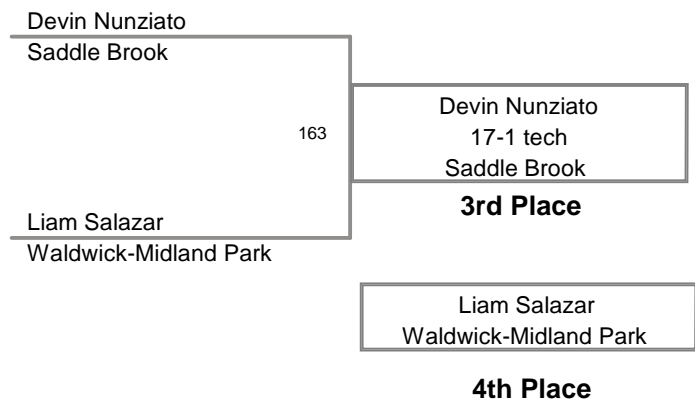 Devin Nunziato
Saddle Brook
163
Devin Nunziato
17-1 tech
Saddle Brook
3rd Place
Liam Salazar
Waldwick-Midland Park
Liam Salazar
Waldwick-Midland Park
4th Place